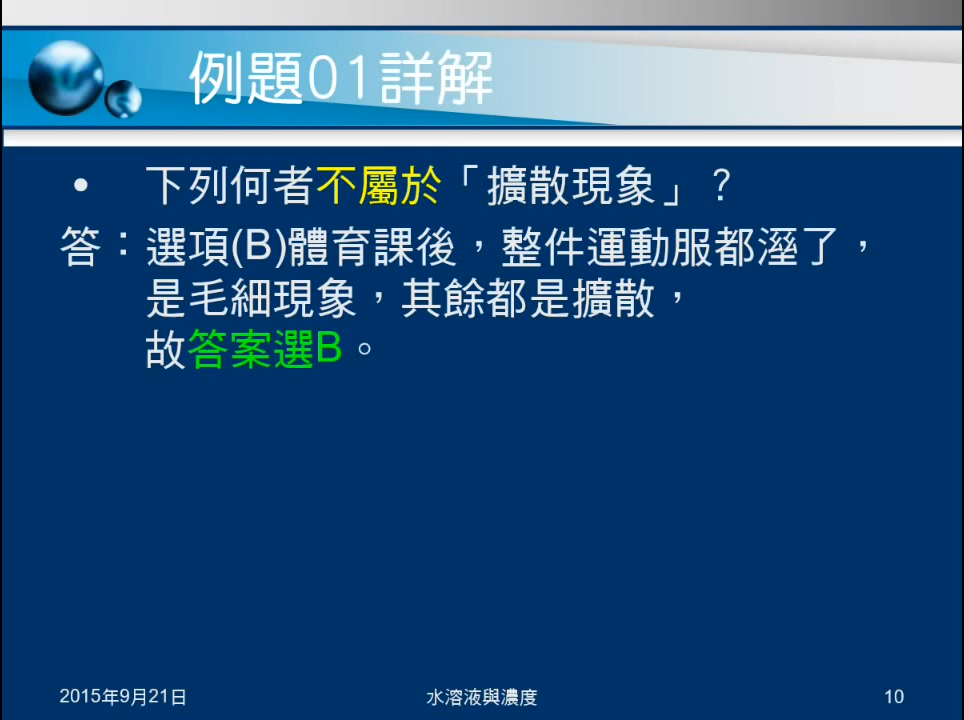 例題01詳解
• 下列何者不屬於「擴散現象」？
答：選項(B)體育課後，整件運動服都溼了，
是毛細現象，其餘都是擴散，
故答案選B。
2015年9月21日 水溶液與濃度 10